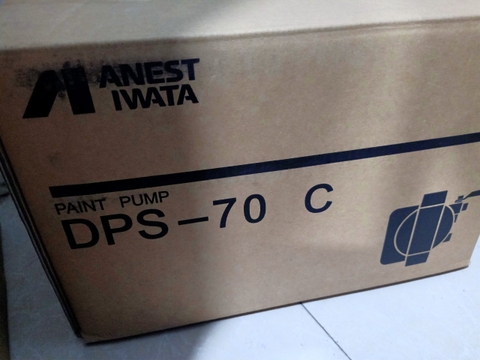 ANEST
IWATA
PAINT PUMP
DPS-70 C